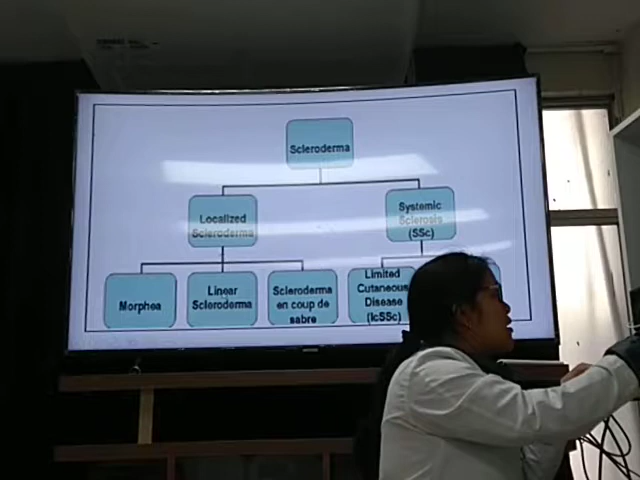 Scleroderma
Localized
Scleroderma
Systemic
Sclerosis
(SSc)
Morphea
Linear
Scleroderma
Scleroderma
en coup de
sabre
Limited
Cutaneous
Disease
(lcSSc)